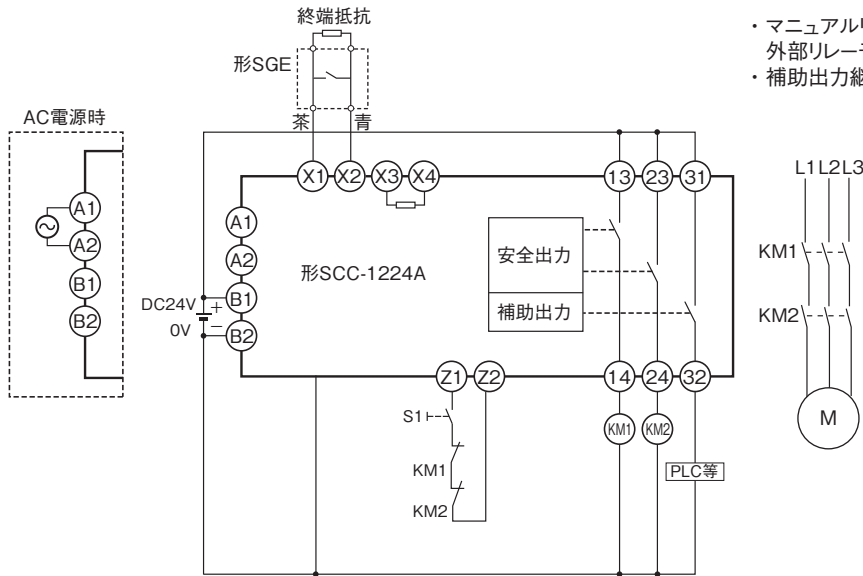 終端抵抗
形SGE
茶
青
・マニュアル
外部リレー
・補助出力
AC電源時
A1
A2
B1
B2
X1
X2
X3
X4
13
23
31
A1
A2
B1
B2
形SCC-1224A
安全出力
補助出力
DC24V
+
0V
−
Z1
Z2
14
24
32
S1
KM1
KM2
KM1
KM2
PLC等
L1
L2
L3
KM1
KM2
M